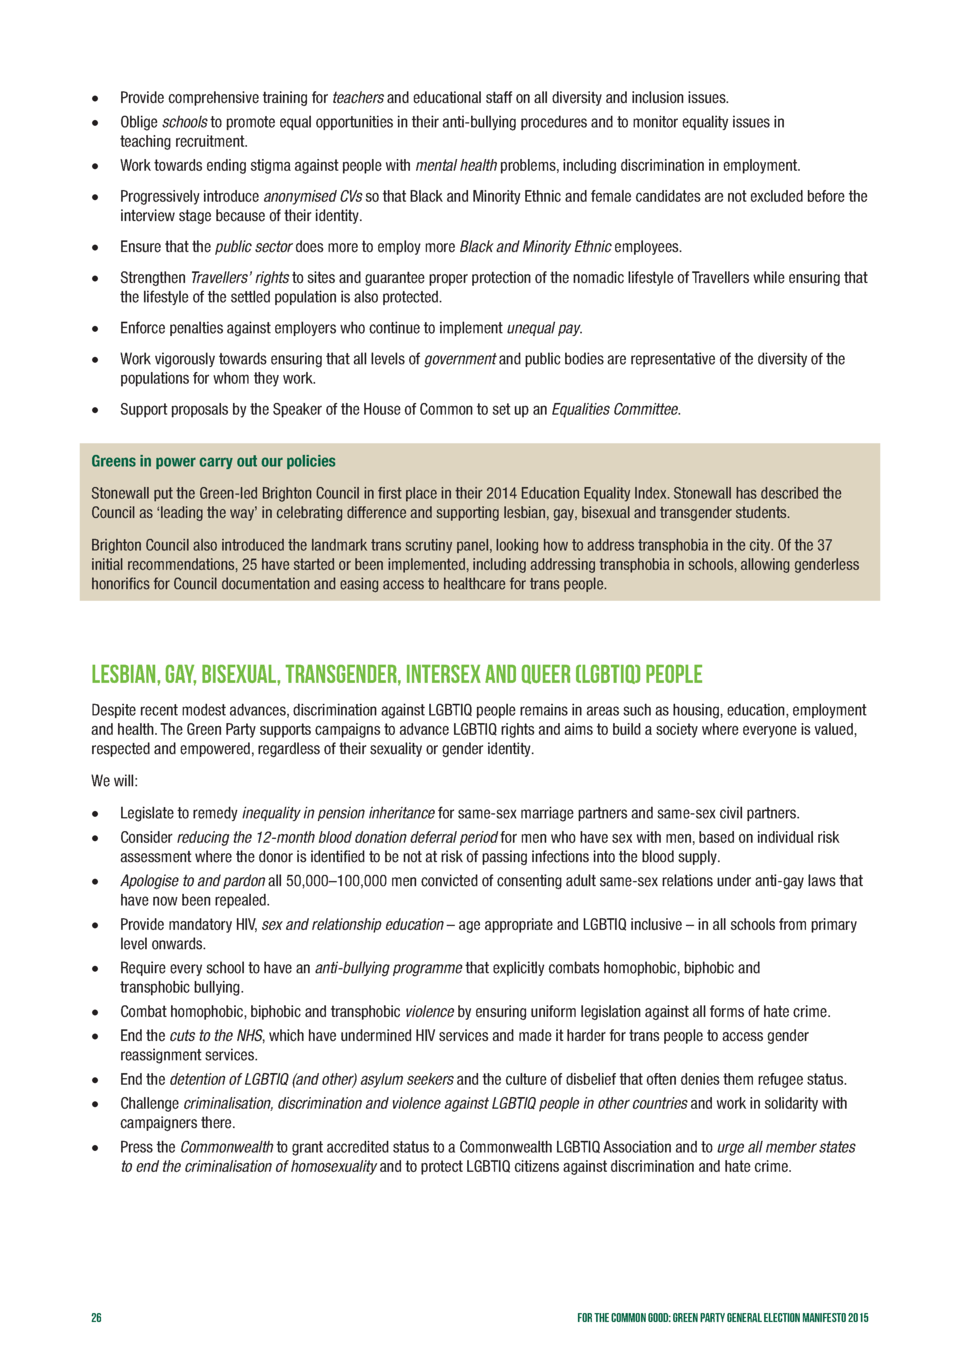 • Provide comprehensive training for teachers and educational staff on all diversity and inclusion issues.
• Oblige schools to promote equal opportunities in their anti-bullying procedures and to monitor equality issues in
teaching recruitment.
• Work towards ending stigma against people with mental health problems, including discrimination in employment.
• Progressively introduce anonymised CVs so that Black and Minority Ethnic and female candidates are not excluded before the
interview stage because of their identity.
• Ensure that the public sector does more to employ more Black and Minority Ethnic employees.
• Strengthen Travellers’ rights to sites and guarantee proper protection of the nomadic lifestyle of Travellers while ensuring that
the lifestyle of the settled population is also protected.
• Enforce penalties against employers who continue to implement unequal pay.
• Work vigorously towards ensuring that all levels of government and public bodies are representative of the diversity of the
populations for whom they work.
• Support proposals by the Speaker of the House of Common to set up an Equalities Committee.
Greens in power carry out our policies
Stonewall put the Green-led Brighton Council in first place in their 2014 Education Equality Index. Stonewall has described the
Council as ‘leading the way’ in celebrating difference and supporting lesbian, gay, bisexual and transgender students.
Brighton Council also introduced the landmark trans scrutiny panel, looking how to address transphobia in the city. Of the 37
initial recommendations, 25 have started or been implemented, including addressing transphobia in schools, allowing genderless
honorifics for Council documentation and easing access to healthcare for trans people.
LESBIAN, GAY, BISEXUAL, TRANSGENDER, INTERSEX AND QUEER (LGBTIQ) PEOPLE
Despite recent modest advances, discrimination against LGBTIQ people remains in areas such as housing, education, employment
and health. The Green Party supports campaigns to advance LGBTIQ rights and aims to build a society where everyone is valued,
respected and empowered, regardless of their sexuality or gender identity.
We will:
• Legislate to remedy inequality in pension inheritance for same-sex marriage partners and same-sex civil partners.
• Consider reducing the 12-month blood donation deferral period for men who have sex with men, based on individual risk
assessment where the donor is identified to be not at risk of passing infections into the blood supply.
• Apologise to and pardon all 50,000–100,000 men convicted of consenting adult same-sex relations under anti-gay laws that
have now been repealed.
• Provide mandatory HIV, sex and relationship education – age appropriate and LGBTIQ inclusive – in all schools from primary
level onwards.
• Require every school to have an anti-bullying programme that explicitly combats homophobic, biphobic and
transphobic bullying.
• Combat homophobic, biphobic and transphobic violence by ensuring uniform legislation against all forms of hate crime.
• End the cuts to the NHS, which have undermined HIV services and made it harder for trans people to access gender
reassignment services.
• End the detention of LGBTIQ (and other) asylum seekers and the culture of disbelief that often denies them refugee status.
• Challenge criminalisation, discrimination and violence against LGBTIQ people in other countries and work in solidarity with
campaigners there.
• Press the Commonwealth to grant accredited status to a Commonwealth LGBTIQ Association and to urge all member states
to end the criminalisation of homosexuality and to protect LGBTIQ citizens against discrimination and hate crime.
26 FOR THE COMMON GOOD: GREEN PARTY GENERAL ELECTION MANIFESTO 2015